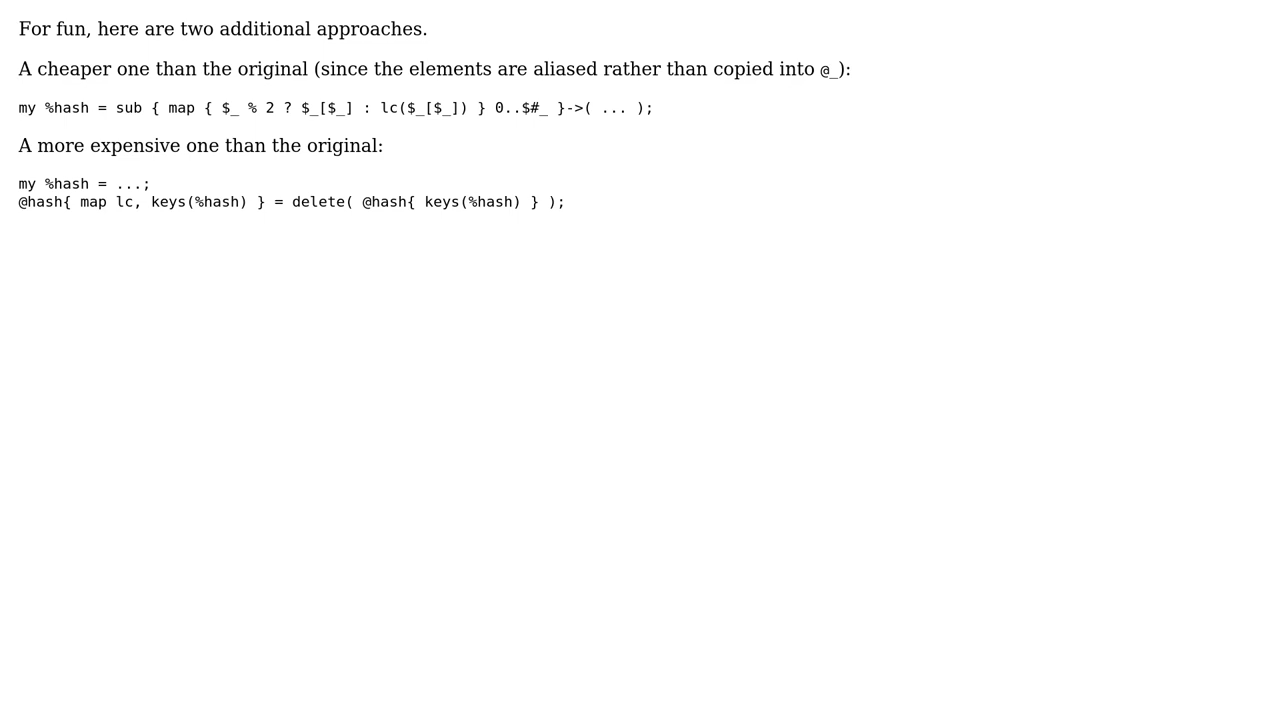 For fun, here are two additional approaches.
A cheaper one than the original (since the elements are aliased rather than copied into @_):
my %hash = sub { map { $_ % 2 ? $_[$_] : lc($_[$_]) } 0..$#_ }->( ... );
A more expensive one than the original:
my %hash = ...;
@hash{ map lc, keys(%hash) } = delete( @hash{ keys(%hash) } );